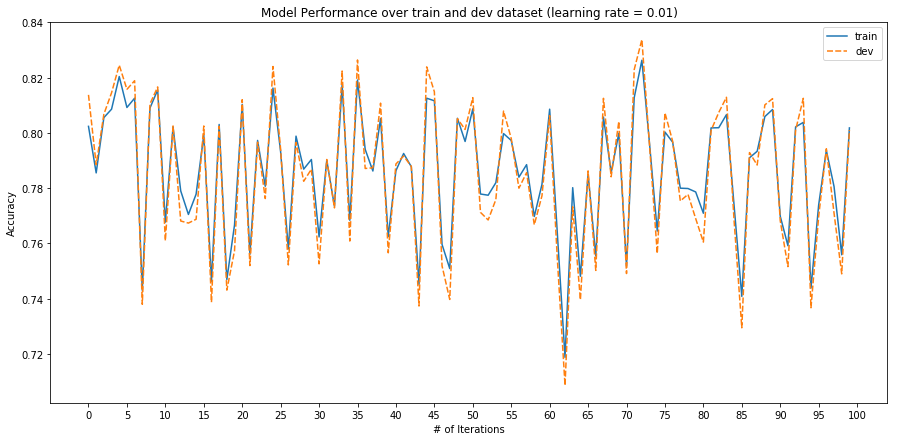 Model Performance over train and dev dataset (learning rate = 0.01)
train
dev
Accuracy
0.84
0.82
0.80
0.78
0.76
0.74
0.72
0 5 10 15 20 25 30 35 40 45 50 55 60 65 70 75 80 85 90 95 100
# of Iterations